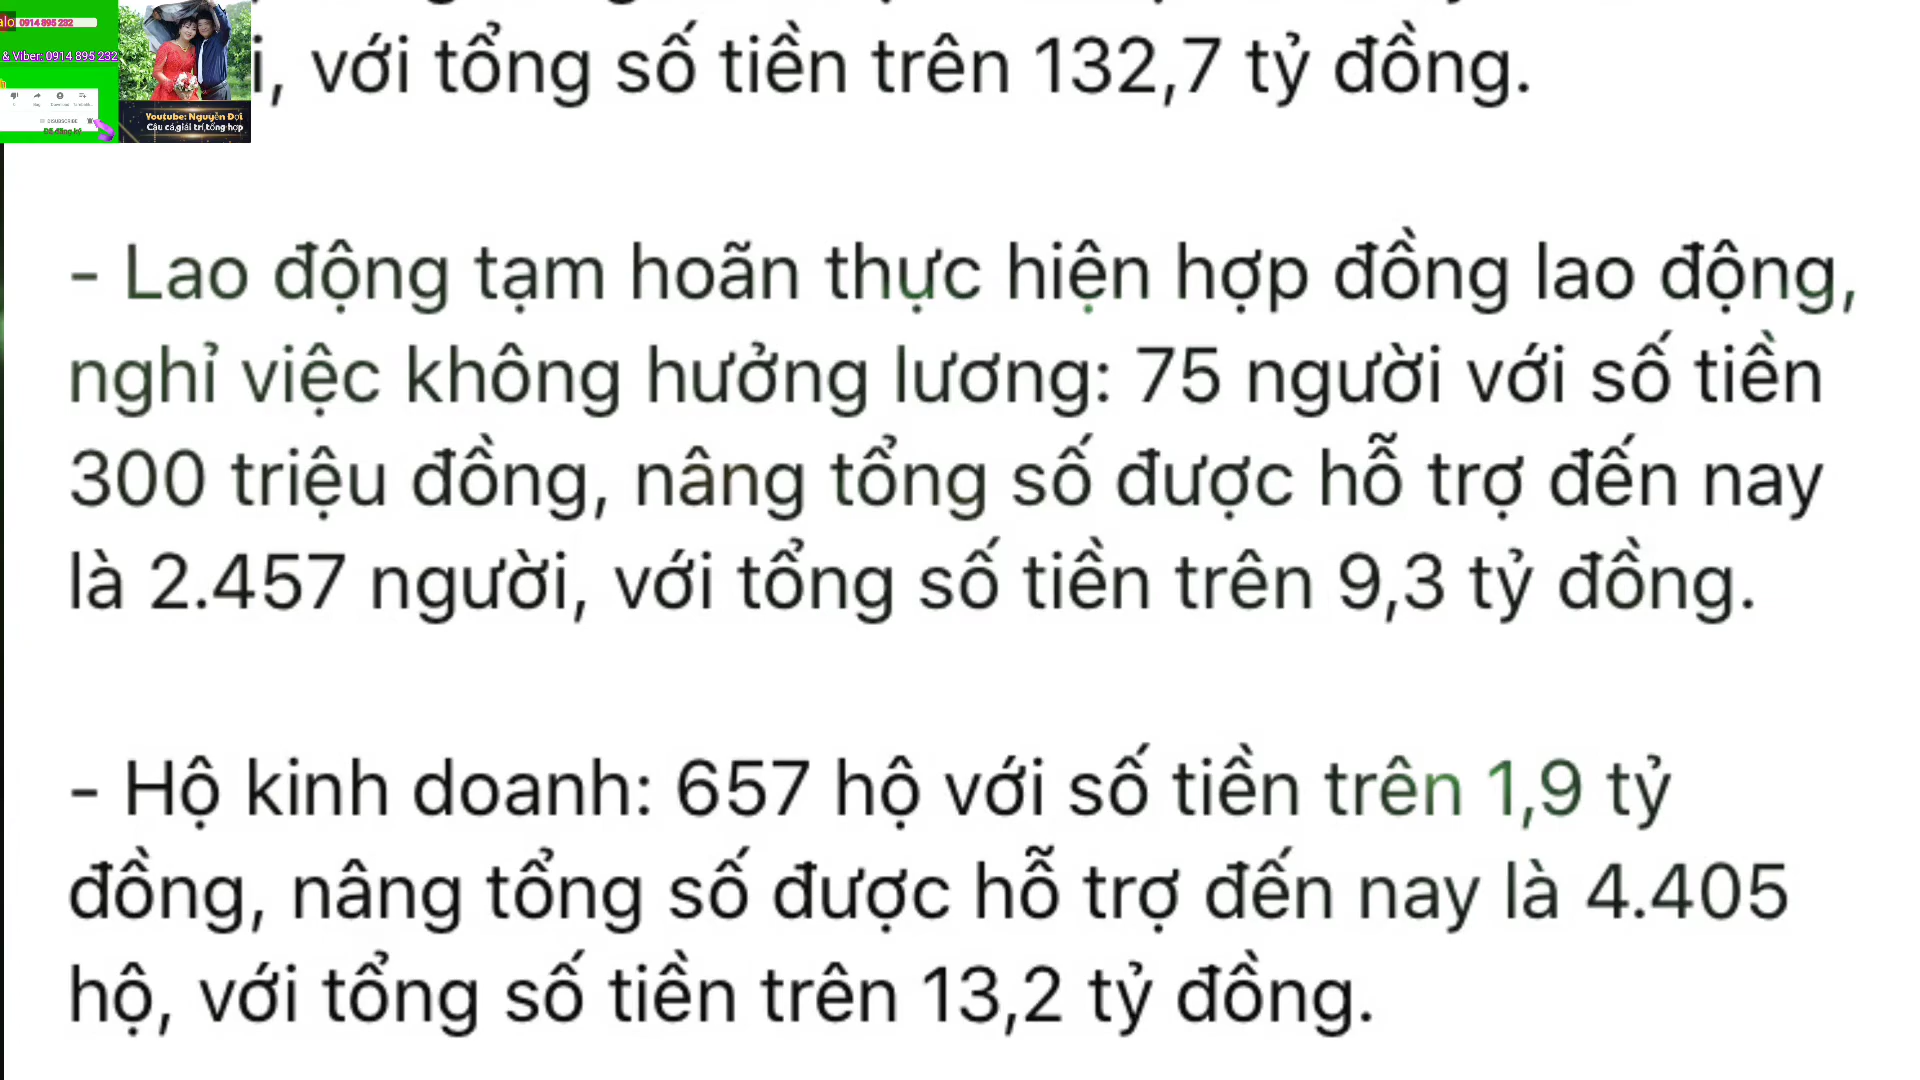 alo 0914 895 232
& Viber: 0914 895 232
DISUBSCRIBE
Để đăng ký
Youtube: Nguyễn Đợi
Câu cá,giải trí,tổng hợp
i, với tổng số tiền trên 132,7 tỷ đồng.
- Lao động tạm hoãn thực hiện hợp đồng lao động,
nghỉ việc không hưởng lương: 75 người với số tiền
300 triệu đồng, nâng tổng số được hỗ trợ đến nay
là 2.457 người, với tổng số tiền trên 9,3 tỷ đồng.
- Hộ kinh doanh: 657 hộ với số tiền trên 1,9 tỷ
đồng, nâng tổng số được hỗ trợ đến nay là 4.405
hộ, với tổng số tiền trên 13,2 tỷ đồng.